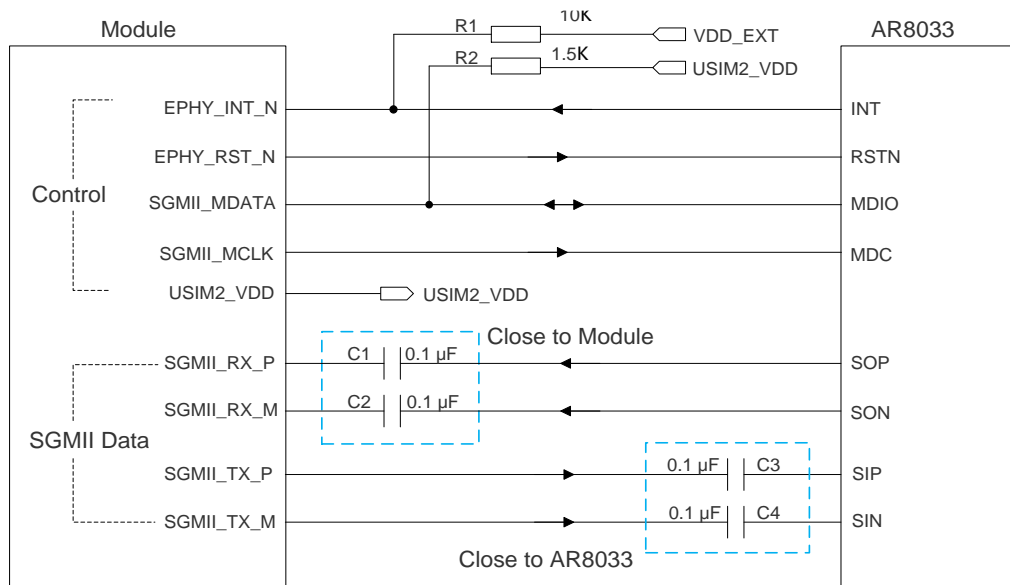 Module
R1
10K
VDD_EXT
AR8033
R2
1.5K
USIM2_VDD
EPHY_INT_N
INT
EPHY_RST_N
RSTN
Control
SGMII_MDATA
MDIO
SGMII_MCLK
MDC
USIM2_VDD
USIM2_VDD
Close to Module
SGMII_RX_P
C1
0.1 µF
SOP
SGMII_RX_M
C2
0.1 µF
SON
SGMII Data
SGMII_TX_P
0.1 µF
C3
SIP
SGMII_TX_M
0.1 µF
C4
SIN
Close to AR8033